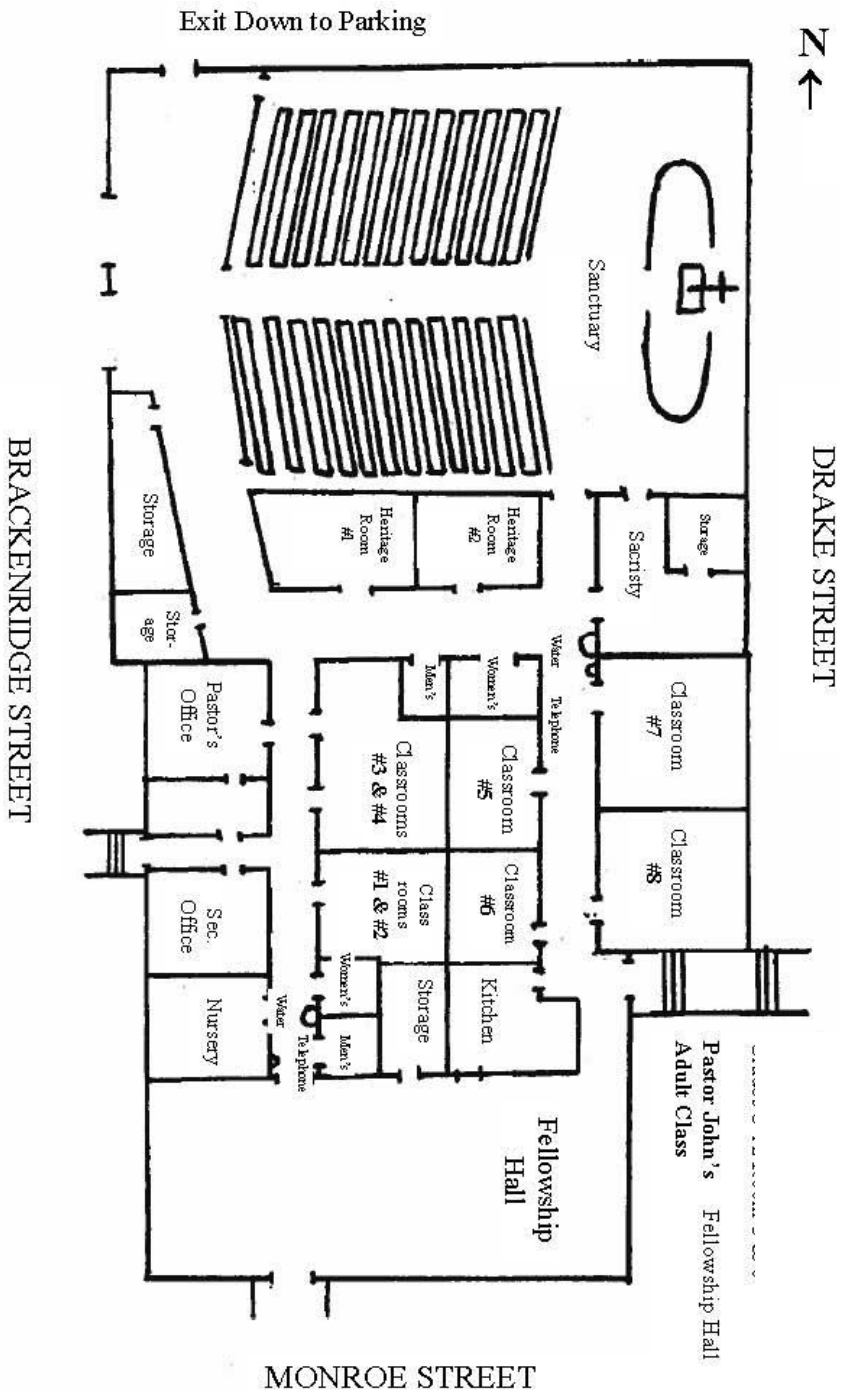 Exit Down to Parking
N
Sanctuary
DRAKE STREET
BRACKENRIDGE STREET
Storage
Stor-
age
Heritage
Room
#1
Heritage
Room
#2
Sacristy
Storage
Water
Telephone
Men's
Women's
Pastor's
Office
Classrooms
#3 & #4
Classroom
#5
Classroom
#7
Class
rooms
#1 & #2
Classroom
#6
Classroom
#8
Sec.
Office
Nursery
Women's
Men's
Water
Telephone
Storage
Kitchen
Fellowship
Hall
Pastor John's Fellowship Hall
Adult Class
MONROE STREET